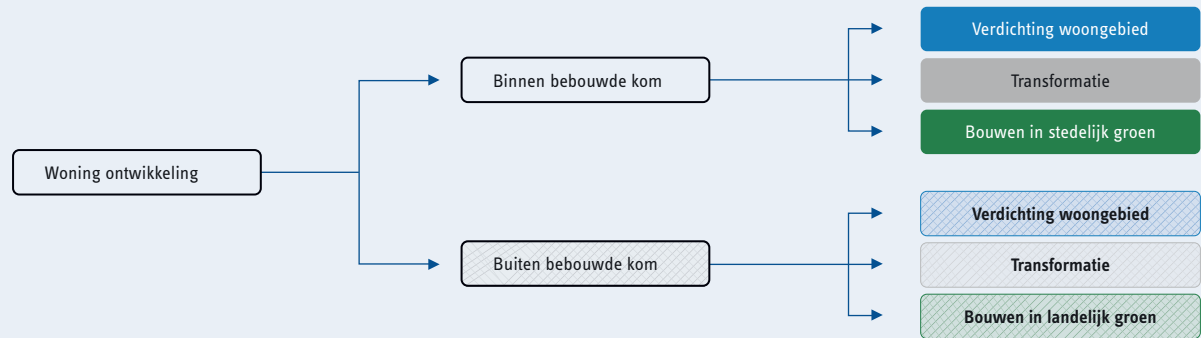 Woning ontwikkeling
Binnen bebouwde kom
Verdichting woongebied
Transformatie
Bouwen in stedelijk groen
Buiten bebouwde kom
Verdichting woongebied
Transformatie
Bouwen in landelijk groen